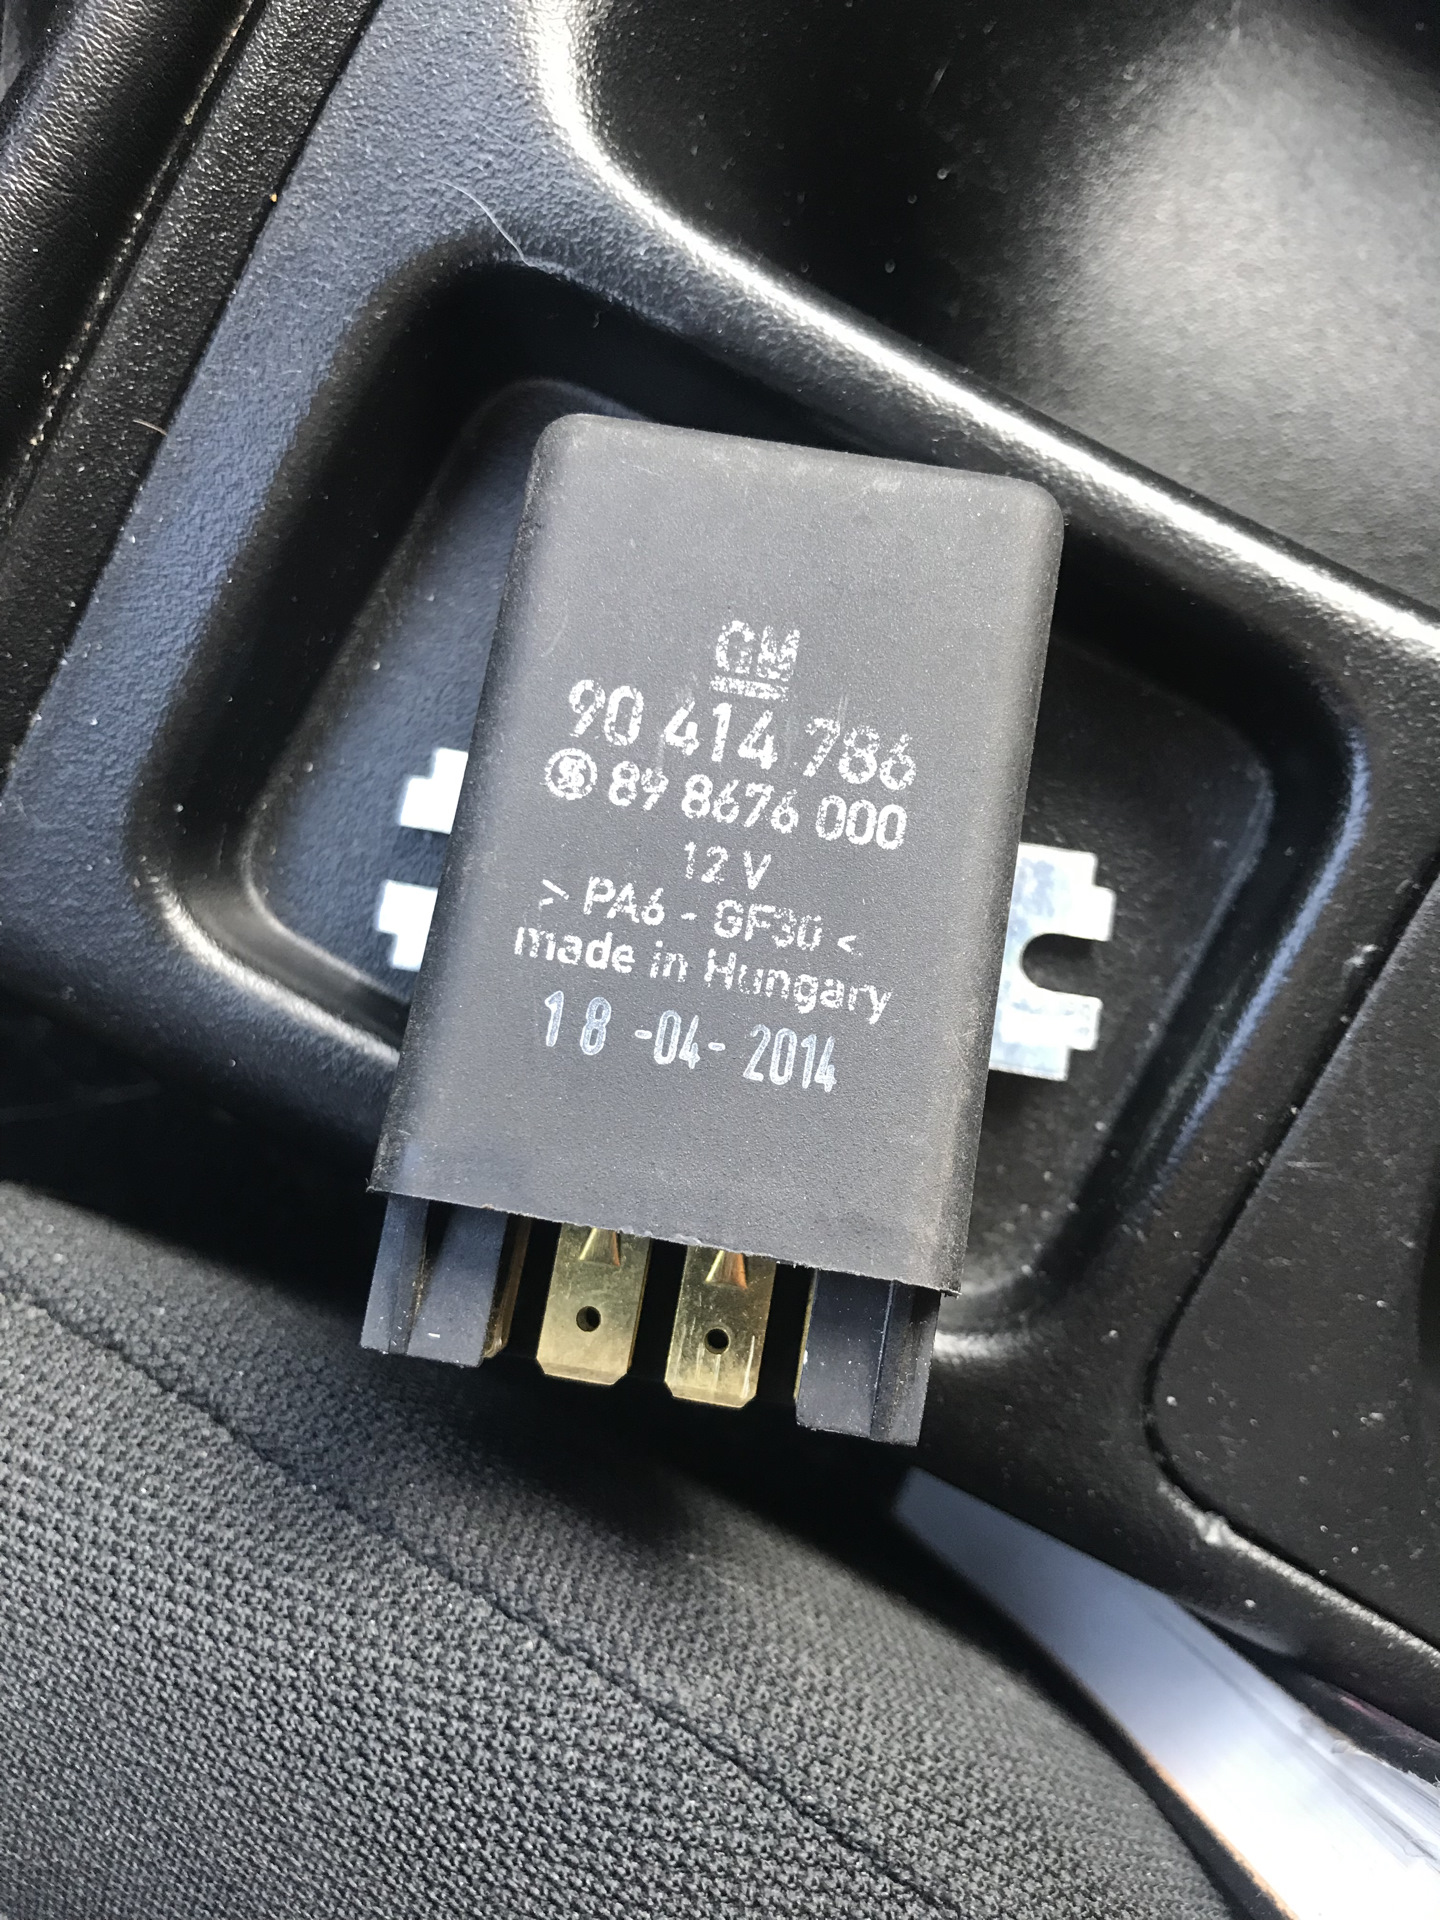 GM
90 414 786
89 8676 000
12 V
> PA6 - GF30 <
made in Hungary
18 -04- 2014